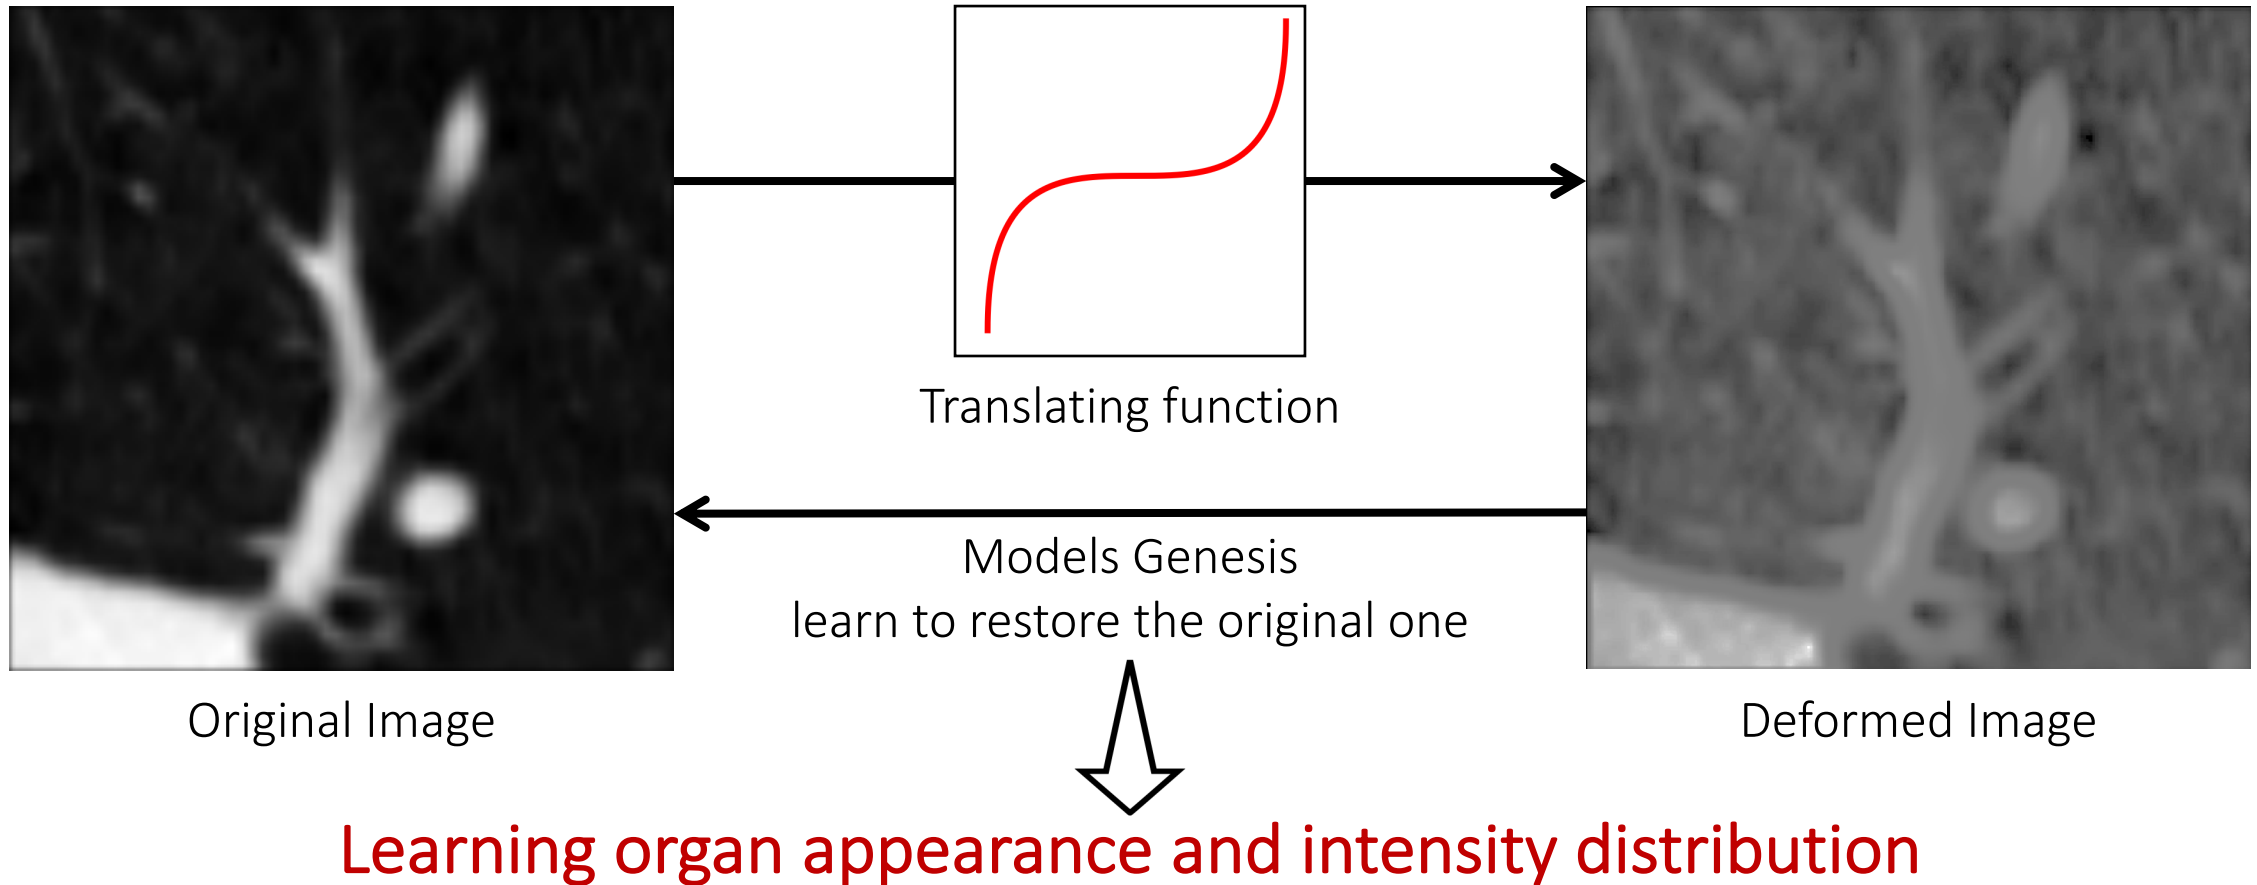 Translating function
Models Genesis
learn to restore the original one
Original Image
Deformed Image
Learning organ appearance and intensity distribution